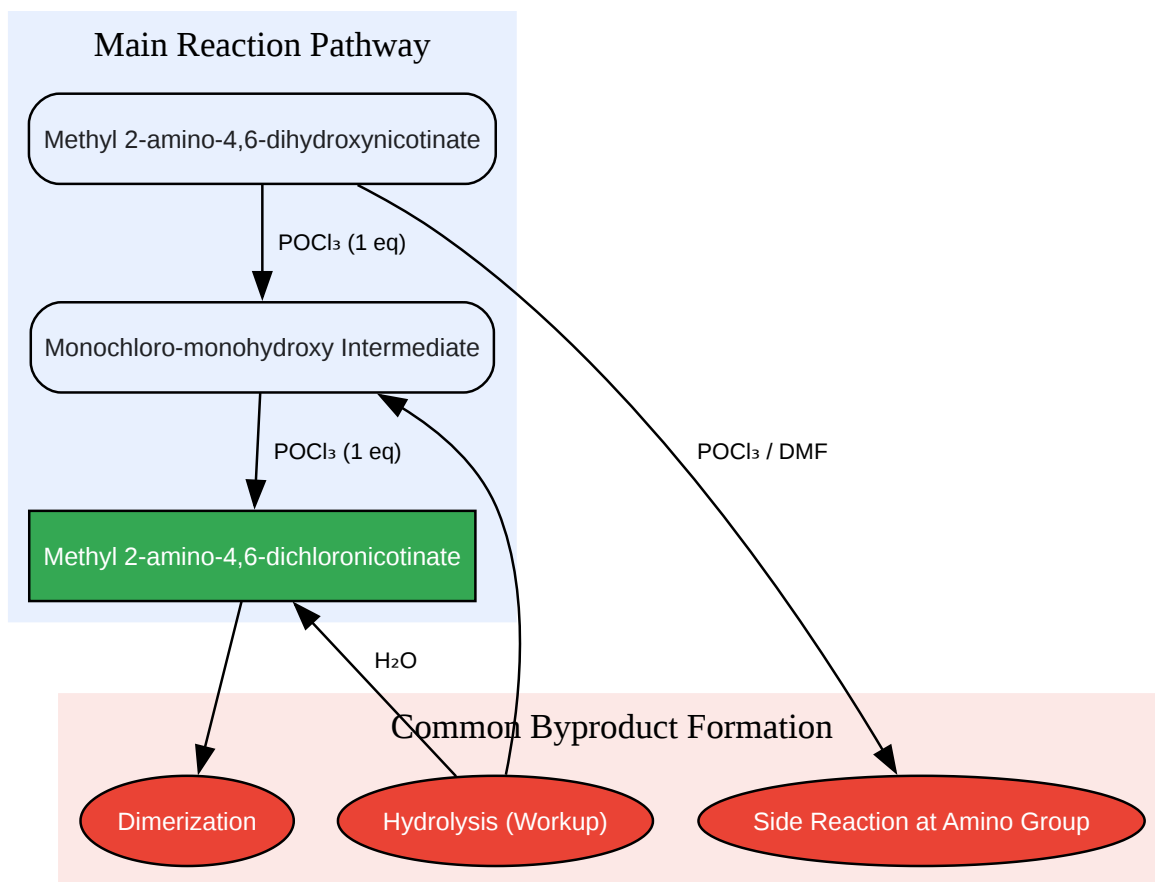 Main Reaction Pathway
Methyl 2-amino-4,6-dihydroxynicotinate
POCl₃ (1 eq)
Monochloro-monohydroxy Intermediate
POCl₃ (1 eq)
POCl₃ / DMF
Methyl 2-amino-4,6-dichloronicotinate
H₂O
Common Byproduct Formation
Dimerization
Hydrolysis (Workup)
Side Reaction at Amino Group